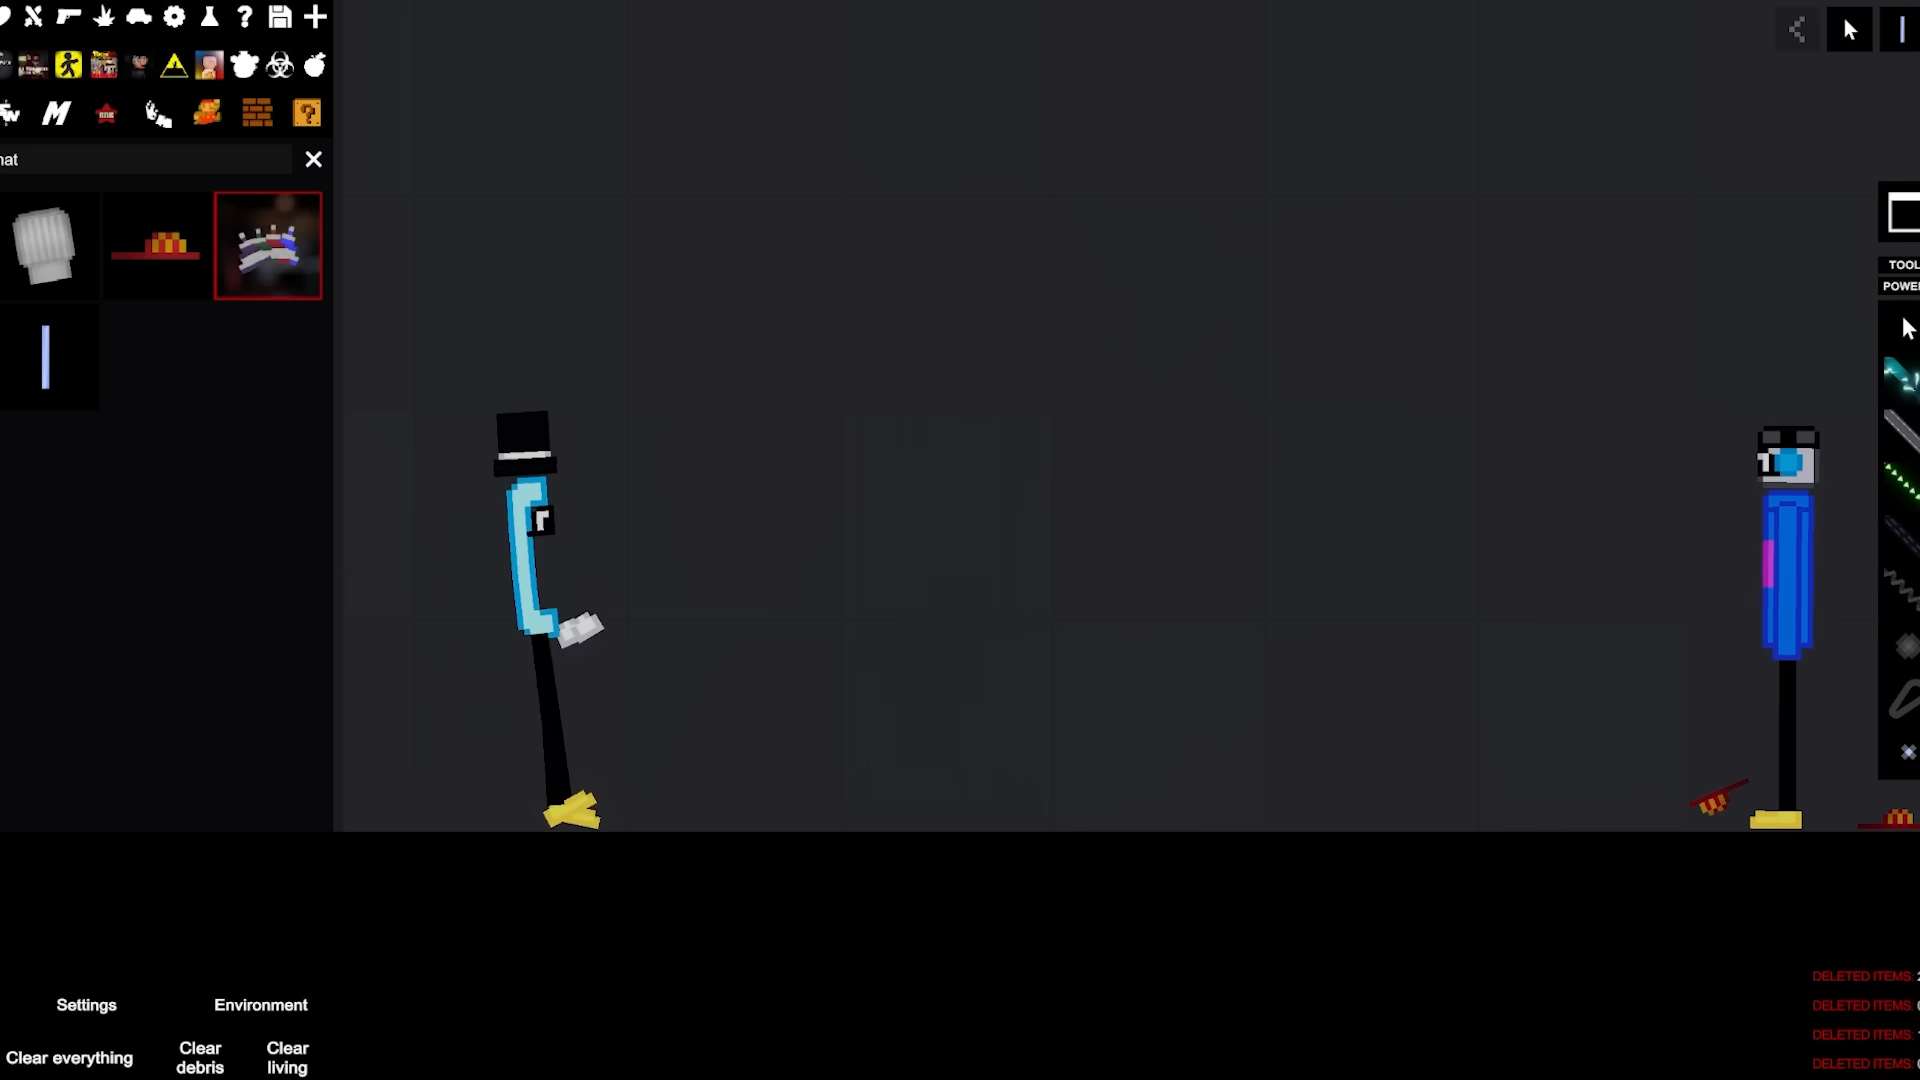 hat
TOOL
POWE
Settings
Environment
Clear everything
Clear
debris
Clear
living
DELETED ITEMS:
DELETED ITEMS:
DELETED ITEMS:
DELETED ITEMS: